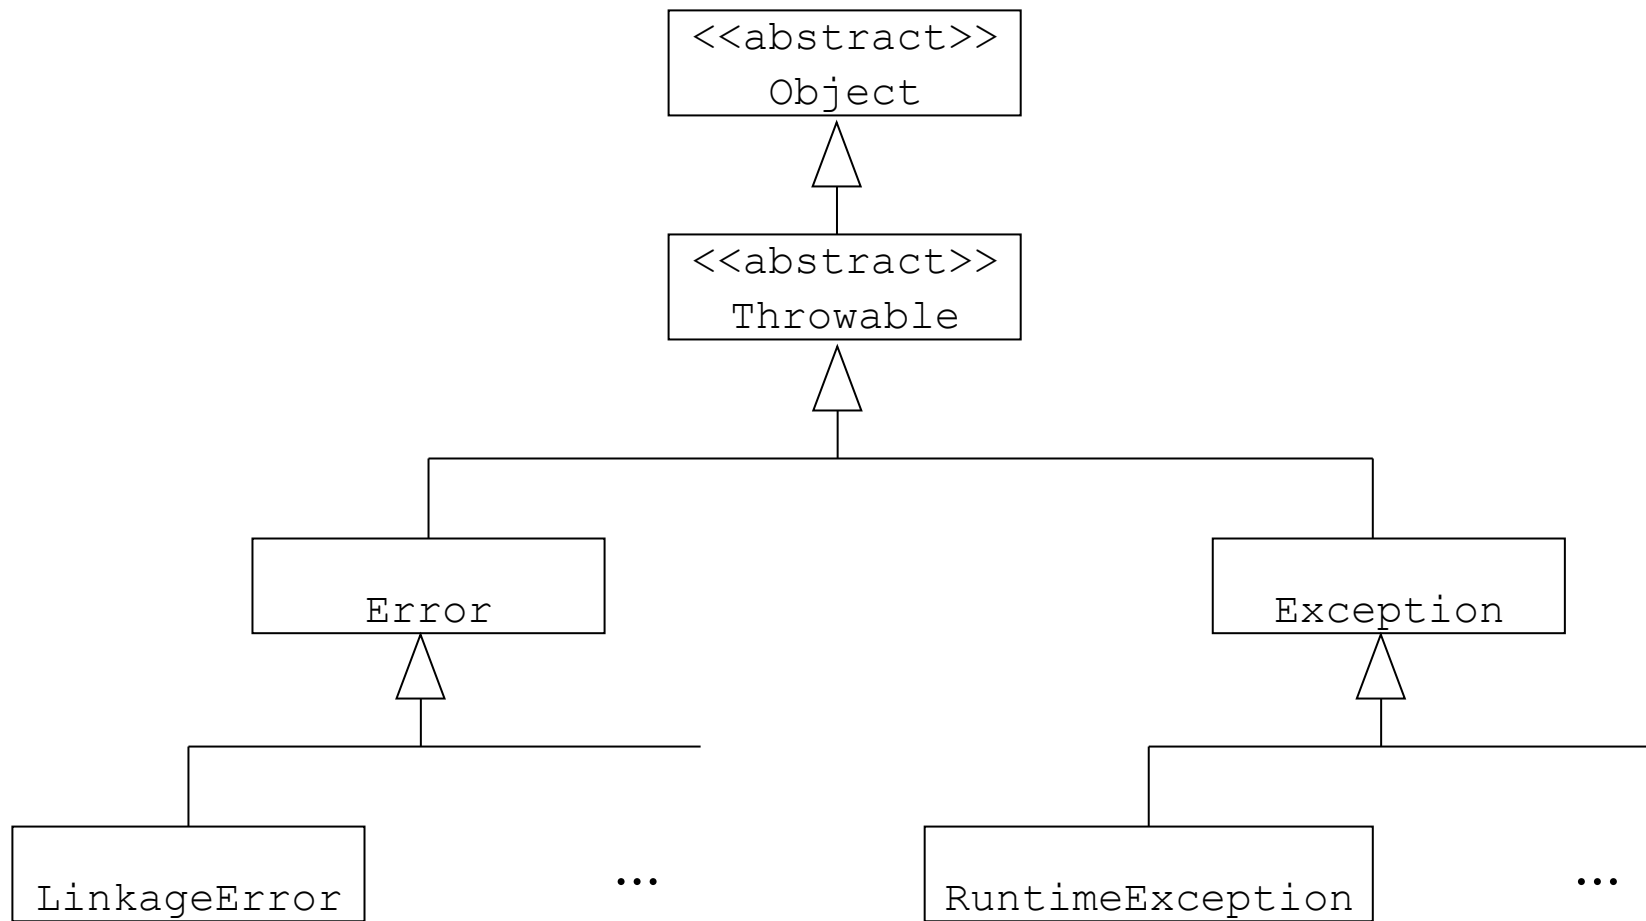 <<abstract>>
Object
<<abstract>>
Throwable
Error
Exception
LinkageError
...
RuntimeException
...